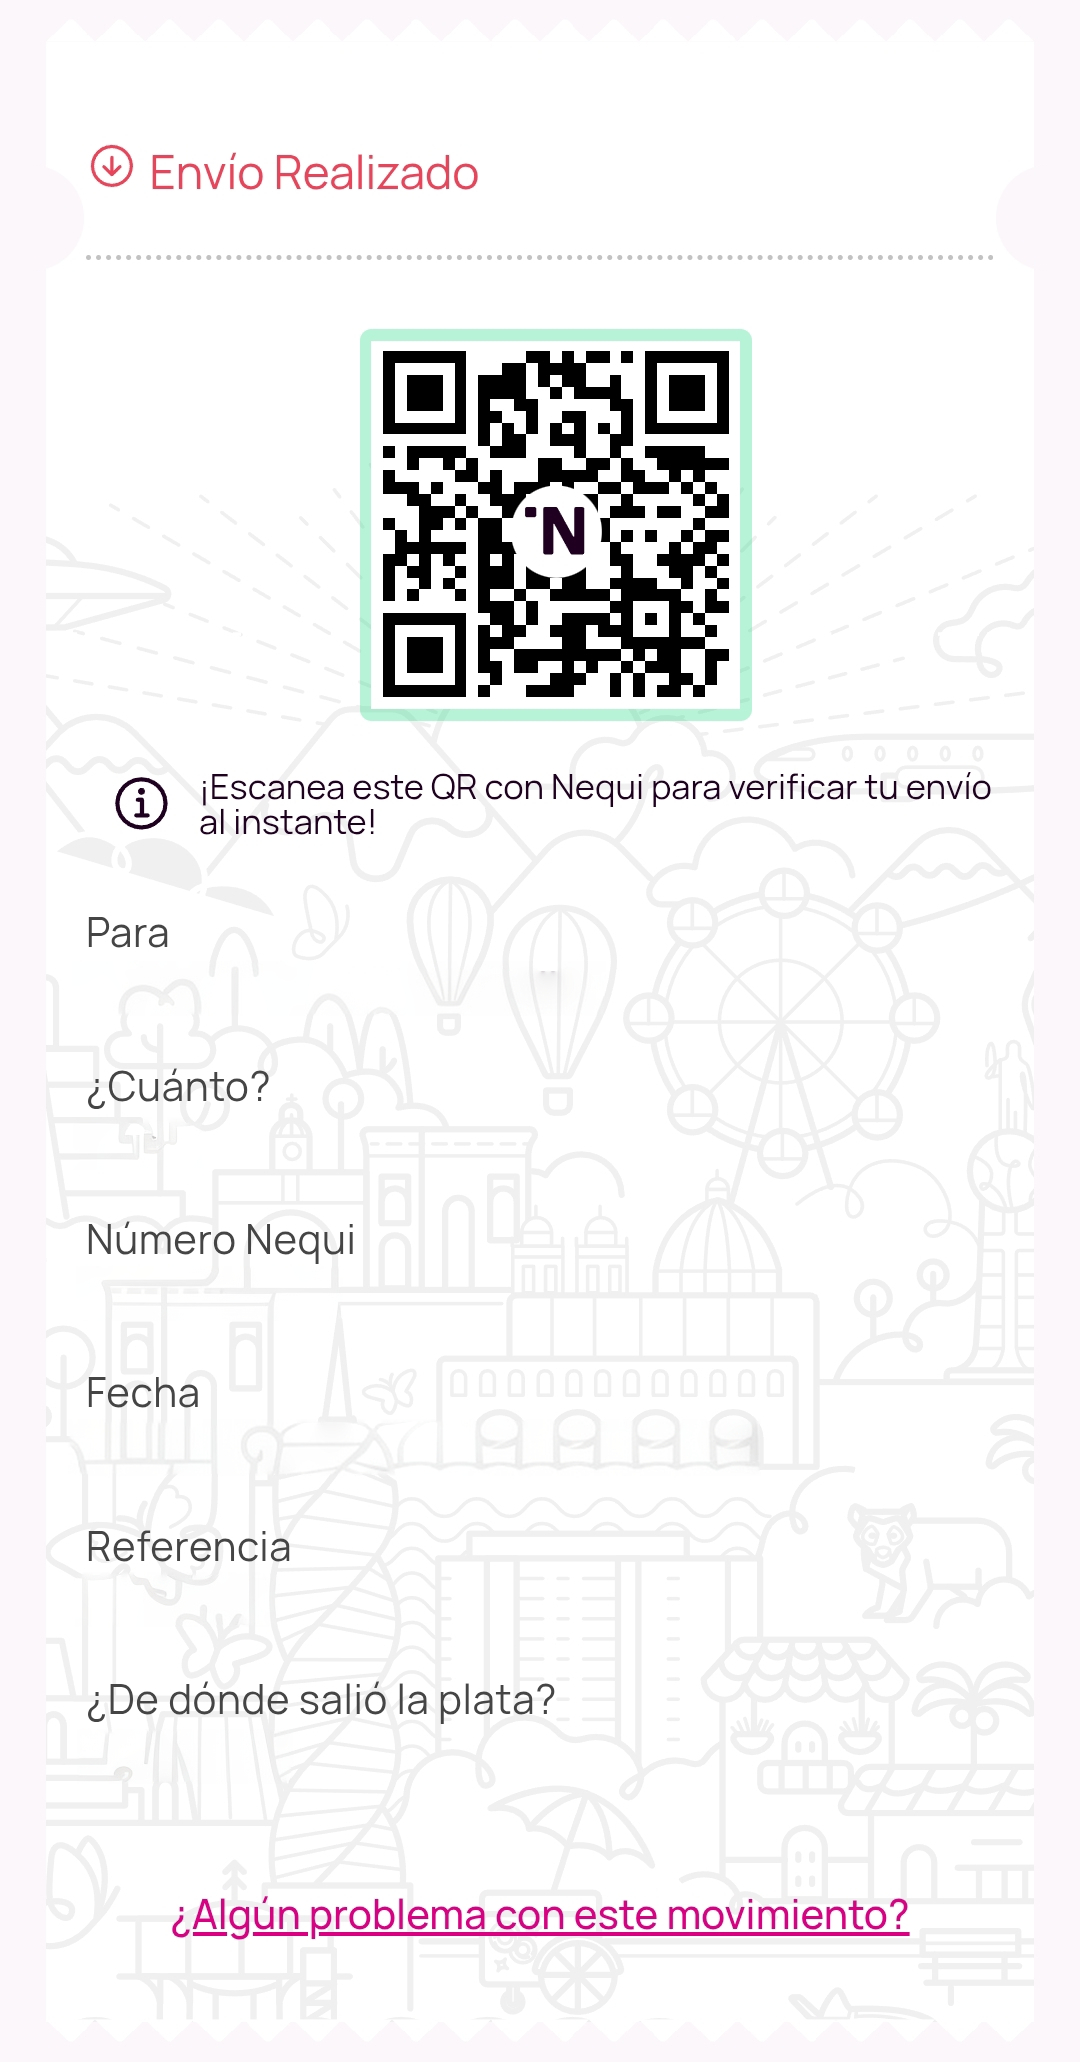 Envío Realizado
N
¡Escanea este QR con Nequi para verificar tu envío
al instante!
Para
¿Cuánto?
Número Nequi
Fecha
Referencia
¿De dónde salió la plata?
¿Algún problema con este movimiento?